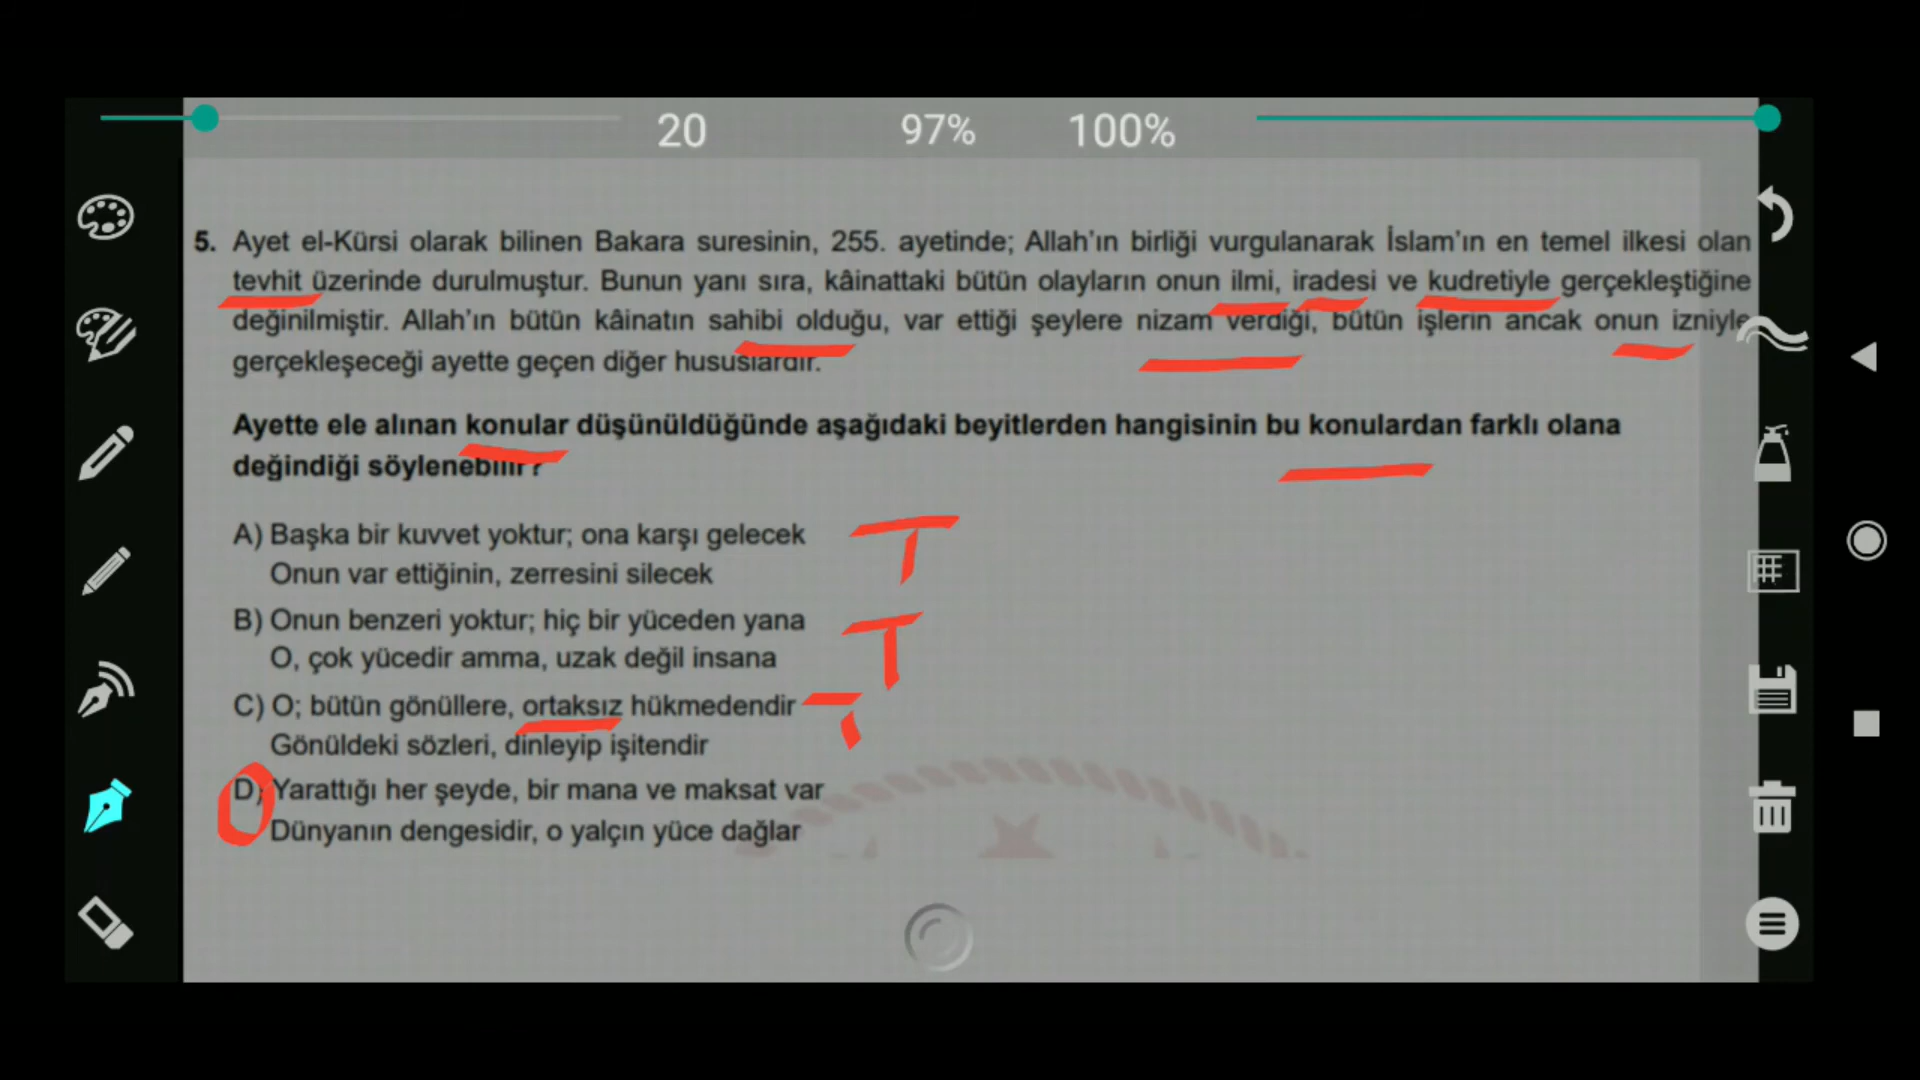 20 97% 100%
5. Ayet el-Kürsi olarak bilinen Bakara suresinin, 255. ayetinde; Allah'ın birliği vurgulanarak İslam'ın en temel ilkesi olan
tevhit üzerinde durulmuştur. Bunun yanı sıra, kâinattaki bütün olayların onun ilmi, iradesi ve kudretiyle gerçekleştiğine
değinilmiştir. Allah'ın bütün kâinatın sahibi olduğu, var ettiği şeylere nizam verdiği, bütün işlerin ancak onun izniyle
gerçekleşeceği ayette geçen diğer hususlardır.
Ayette ele alınan konular düşünüldüğünde aşağıdaki beyitlerden hangisinin bu konulardan farklı olana
değindiği söylenebilir?
A) Başka bir kuvvet yoktur; ona karşı gelecek T
Onun var ettiğinin, zerresini silecek
B) Onun benzeri yoktur; hiç bir yüceden yana T
O, çok yücedir amma, uzak değil insana
C) O; bütün gönüllere, ortaksız hükmedendir T
Gönüldeki sözleri, dinleyip işitendir
D) Yarattığı her şeyde, bir mana ve maksat var
Dünyanın dengesidir, o yalçın yüce dağlar